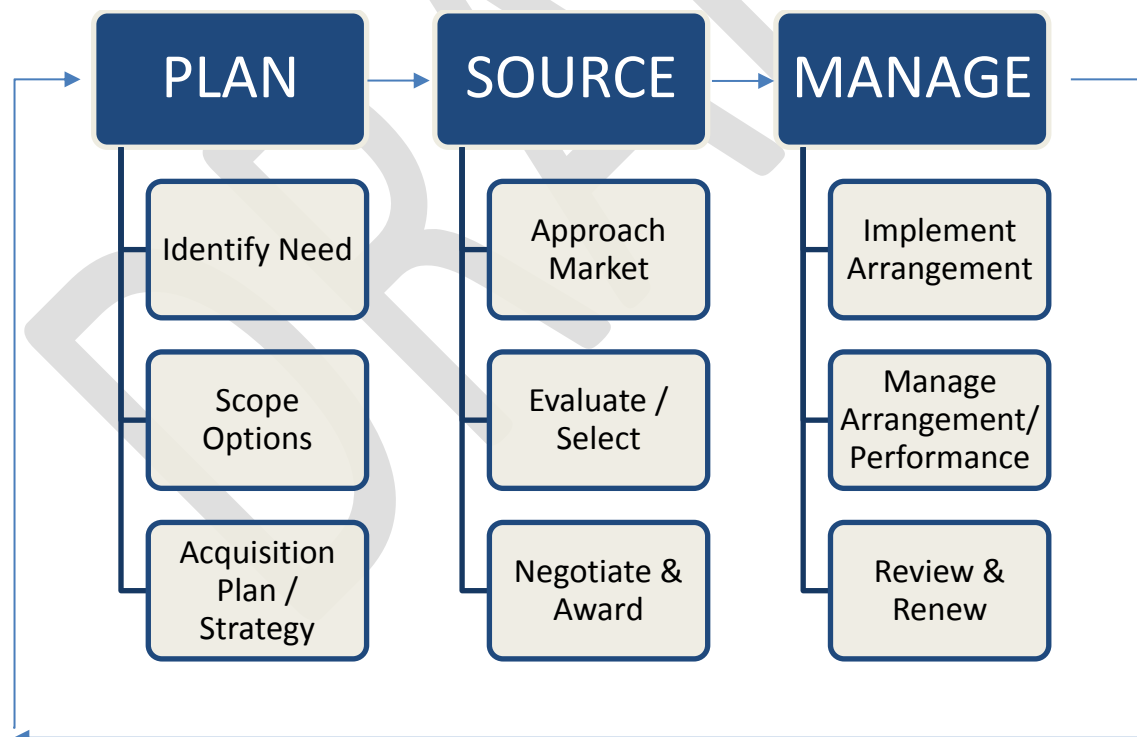 PLAN
SOURCE
MANAGE
Identify Need
Scope
Options
Acquisition
Plan /
Strategy
Approach
Market
Evaluate /
Select
Negotiate &
Award
Implement
Arrangement
Manage
Arrangement/
Performance
Review &
Renew